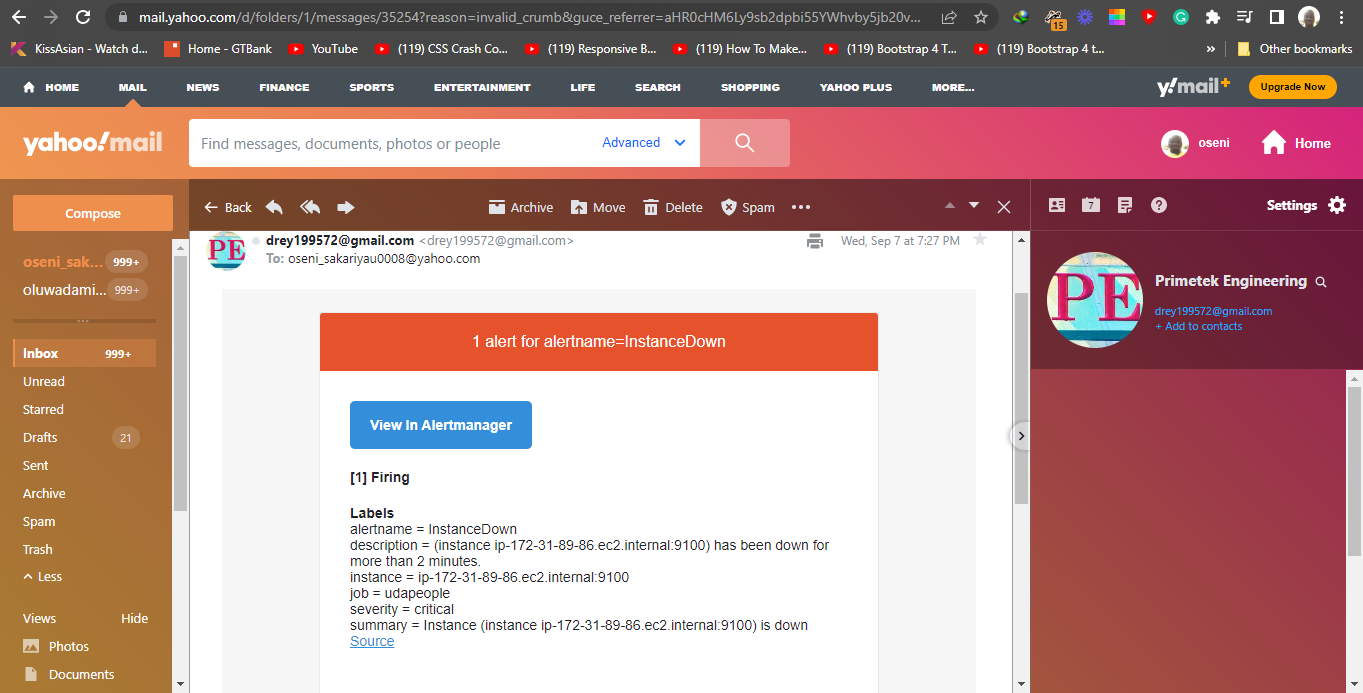 mail.yahoo.com/d/folders/1/messages/35254?reason=invalid_crumb&guce_referrer=aHR0cHM6Ly9sb2dpbi55YWhvby5jb20v...
15
KissAsian - Watch d...
Home - GTBank
YouTube
(119) CSS Crash Co...
(119) Responsive B...
(119) How To Make...
(119) Bootstrap 4 T...
(119) Bootstrap 4 t...
»
Other bookmarks
HOME
MAIL
NEWS
FINANCE
SPORTS
ENTERTAINMENT
LIFE
SEARCH
SHOPPING
YAHOO PLUS
MORE...
y!mail+
Upgrade Now
yahoo!mail
Find messages, documents, photos or people
Advanced
oseni
Home
Compose
oseni_sak... 999+
oluwadami... 999+
Inbox 999+
Unread
Starred
Drafts 21
Sent
Archive
Spam
Trash
Less
Views Hide
Photos
Documents
Back
Archive
Move
Delete
Spam
PE
drey199572@gmail.com <drey199572@gmail.com>
Wed, Sep 7 at 7:27 PM
To: oseni_sakariyau0008@yahoo.com
1 alert for alertname=InstanceDown
View In Alertmanager
[1] Firing
Labels
alertname = InstanceDown
description = (instance ip-172-31-89-86.ec2.internal:9100) has been down for
more than 2 minutes.
instance = ip-172-31-89-86.ec2.internal:9100
job = udapeople
severity = critical
summary = Instance (instance ip-172-31-89-86.ec2.internal:9100) is down
Source
7
?
Settings
PE
Primetek Engineering
drey199572@gmail.com
+ Add to contacts